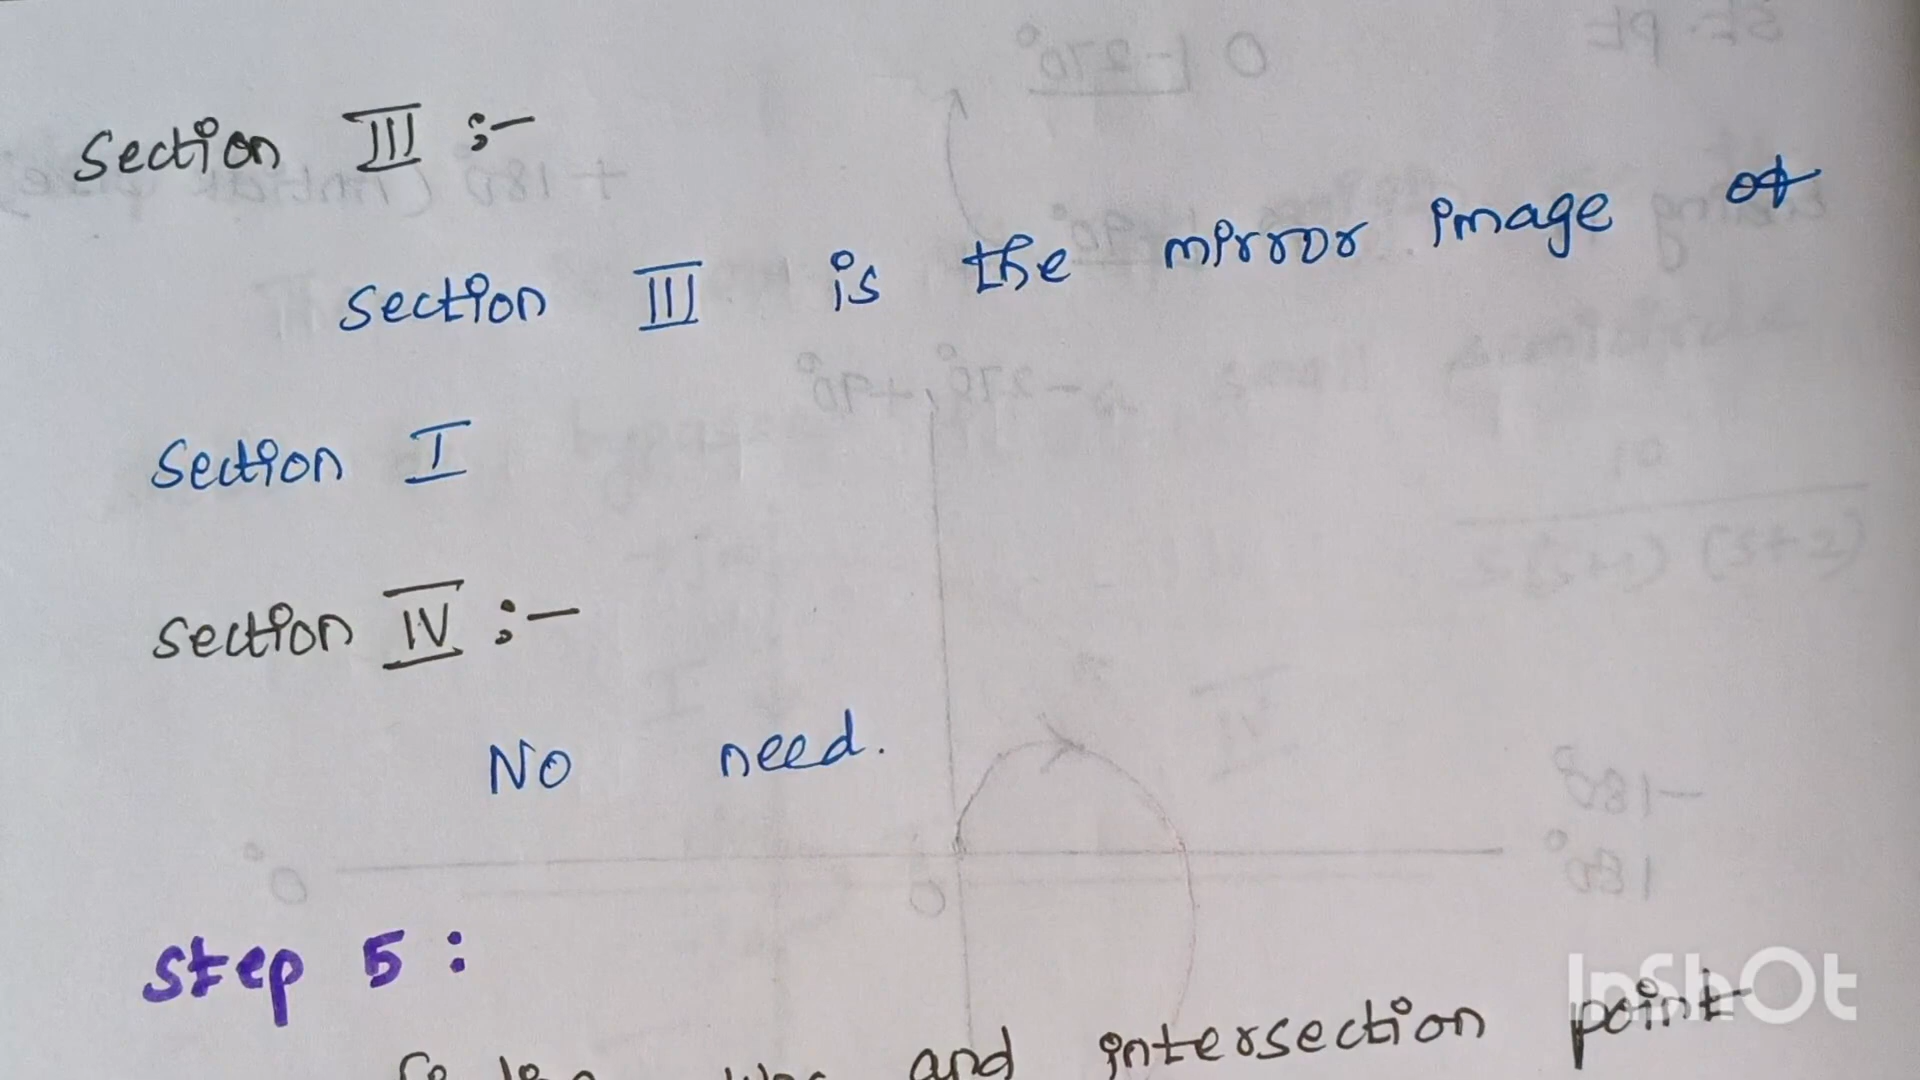 Section III :-
Section III is the mirror image of
Section I
Section IV :-
No need.
Step 5 :
and intersection point
InShOt